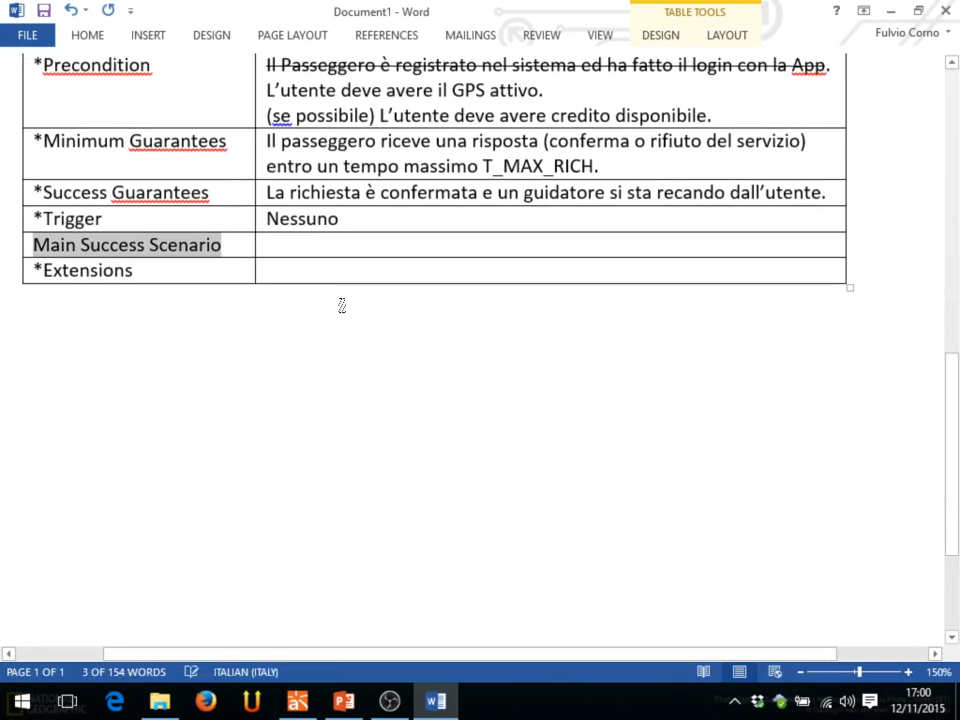 Document1 - Word
TABLE TOOLS
?
FILE
HOME
INSERT
DESIGN
PAGE LAYOUT
REFERENCES
MAILINGS
REVIEW
VIEW
DESIGN
LAYOUT
Fulvio Corno
*Precondition
Il Passeggero è registrato nel sistema ed ha fatto il login con la App.
L’utente deve avere il GPS attivo.
(se possibile) L’utente deve avere credito disponibile.
*Minimum Guarantees
Il passeggero riceve una risposta (conferma o rifiuto del servizio)
entro un tempo massimo T_MAX_RICH.
*Success Guarantees
La richiesta è confermata e un guidatore si sta recando dall’utente.
*Trigger
Nessuno
Main Success Scenario
*Extensions
PAGE 1 OF 1
3 OF 154 WORDS
ITALIAN (ITALY)
150%
17:00
12/11/2015